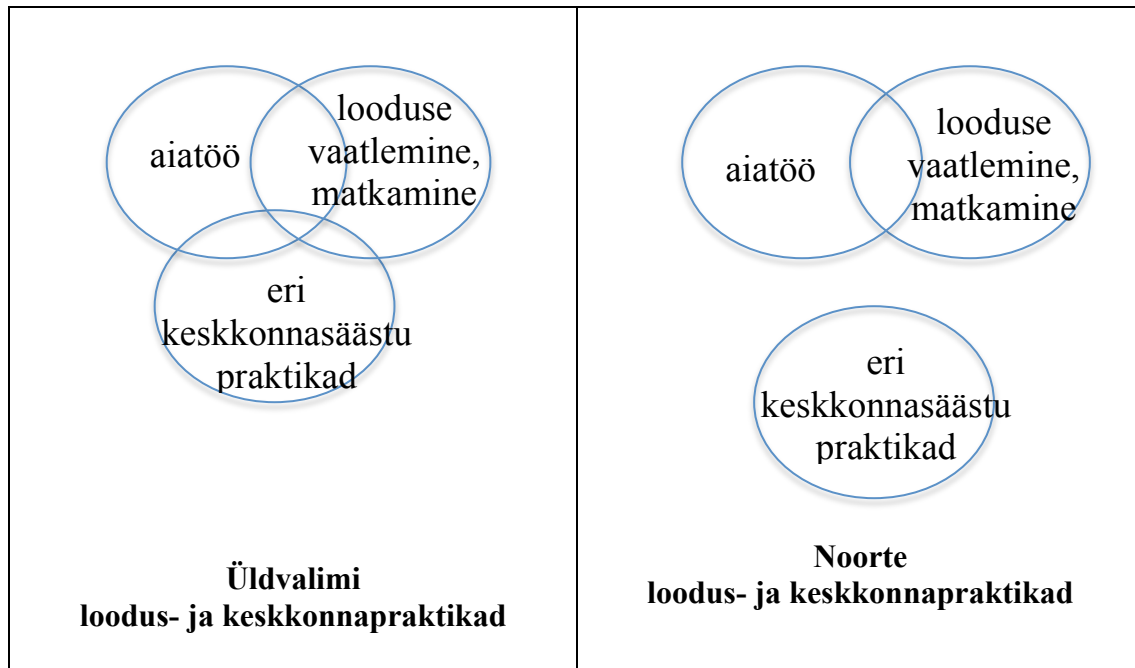 aiatöö
looduse
vaatlemine,
matkamine
eri
keskkonnasäästu
praktikad
Üldvalimi
loodus- ja keskkonnapraktikad
aiatöö
looduse
vaatlemine,
matkamine
eri
keskkonnasäästu
praktikad
Noorte
loodus- ja keskkonnapraktikad